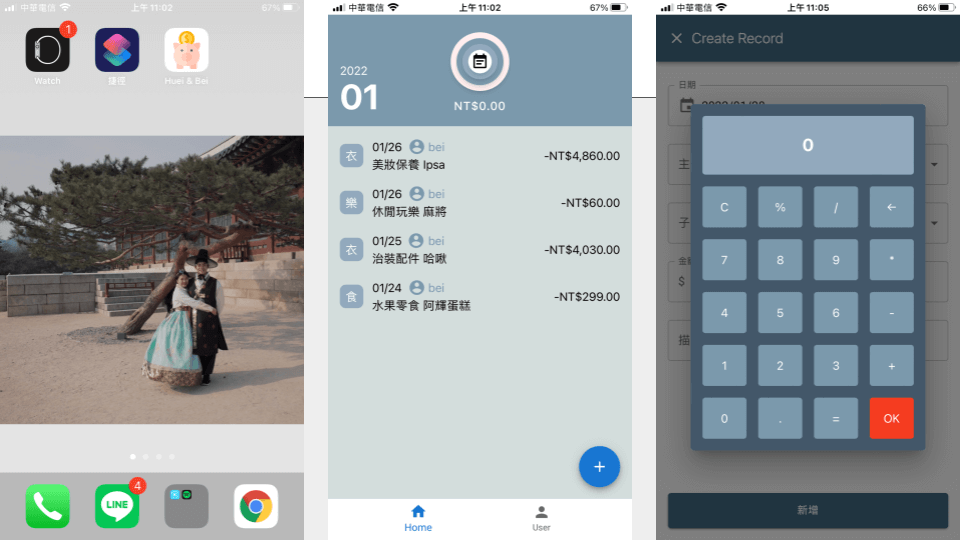 中華電信
上午 11:02
67%
1
Watch
捷徑
Huei & Bei
4
LINE
中華電信
上午 11:02
67%
2022
01
NT$0.00
衣
01/26
bei
美妝保養 Ipsa
-NT$4,860.00
樂
01/26
bei
休閒玩樂 麻將
-NT$60.00
衣
01/25
bei
治裝配件 哈啾
-NT$4,030.00
食
01/24
bei
水果零食 阿輝蛋糕
-NT$299.00
+
Home
User
中華電信
上午 11:05
66%
× Create Record
日期
主
子
金
$
描
0
C % / ←
7 8 9 *
4 5 6 -
1 2 3 +
0 . = OK
新增